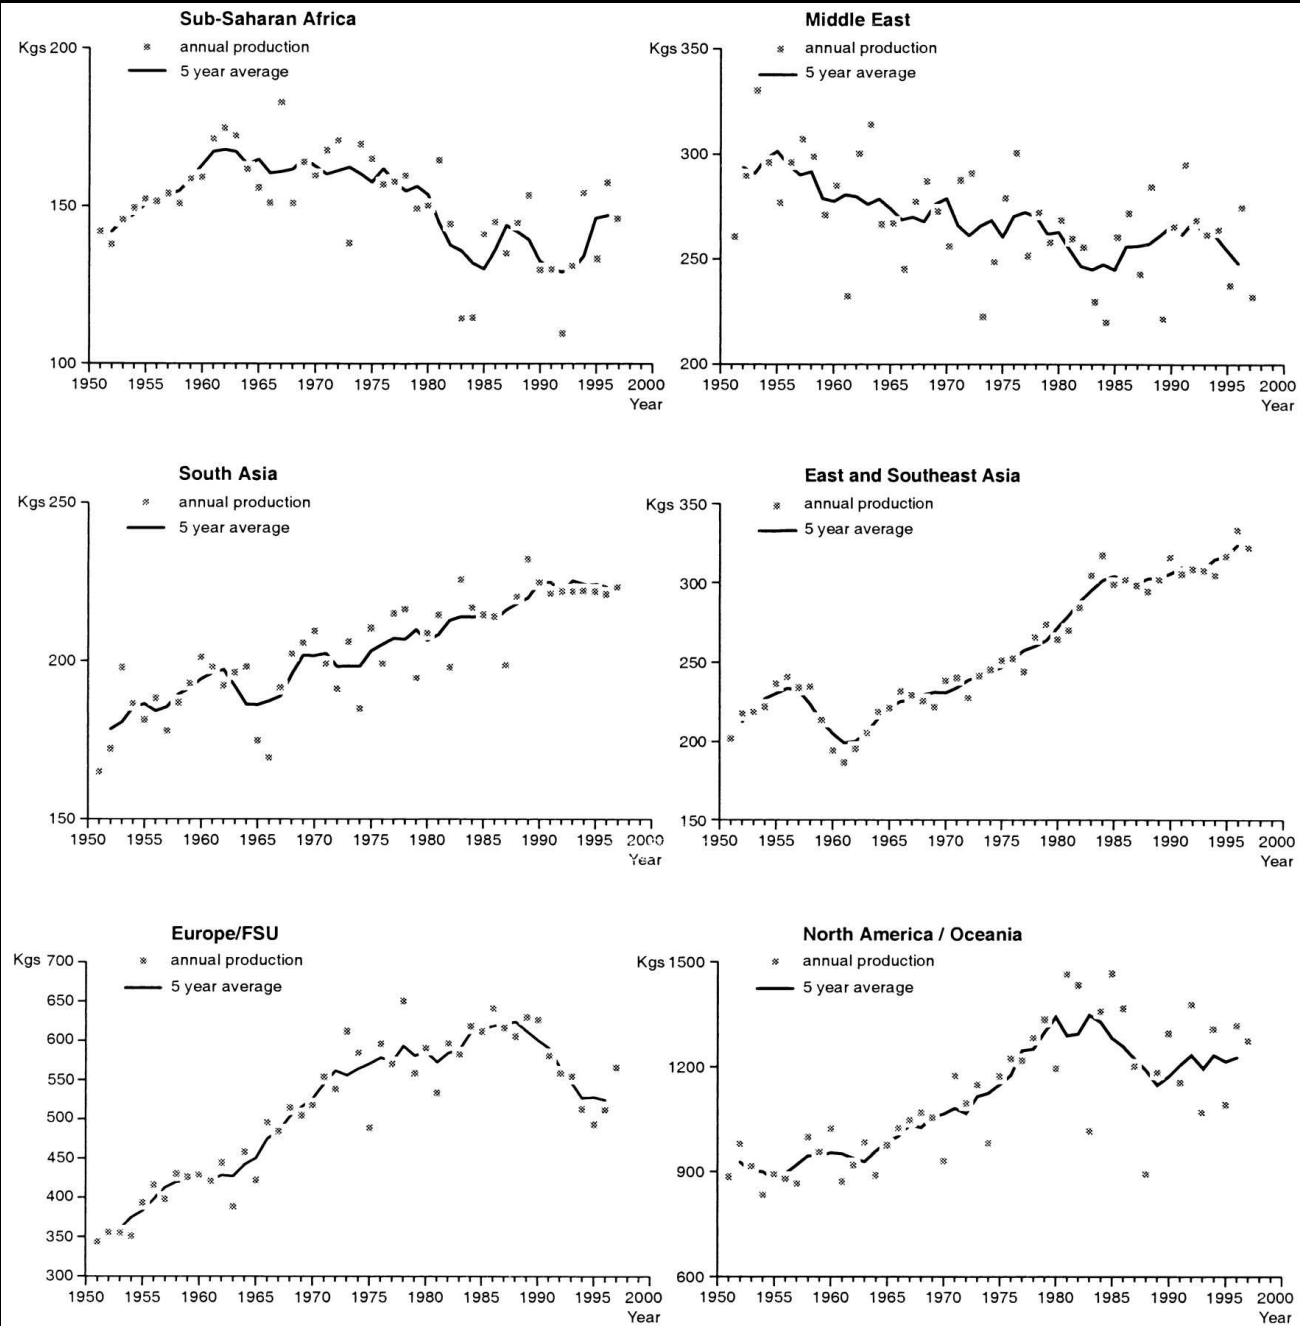 Sub-Saharan Africa
Kgs 200
annual production
5 year average
150
100
1950 1955 1960 1965 1970 1975 1980 1985 1990 1995 2000
Year
Middle East
Kgs 350
annual production
5 year average
300
250
200
1950 1955 1960 1965 1970 1975 1980 1985 1990 1995 2000
Year
South Asia
Kgs 250
annual production
5 year average
200
150
1950 1955 1960 1965 1970 1975 1980 1985 1990 1995 2000
Year
East and Southeast Asia
Kgs 350
annual production
5 year average
300
250
200
150
1950 1955 1960 1965 1970 1975 1980 1985 1990 1995 2000
Year
Europe/FSU
Kgs 700
annual production
5 year average
650
600
550
500
450
400
350
300
1950 1955 1960 1965 1970 1975 1980 1985 1990 1995 2000
Year
North America / Oceania
Kgs 1500
annual production
5 year average
1200
900
600
1950 1955 1960 1965 1970 1975 1980 1985 1990 1995 2000
Year